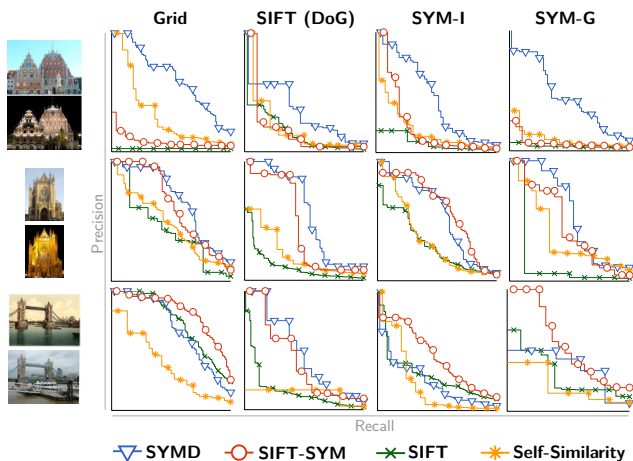 Grid SIFT (DoG) SYM-I SYM-G
Precision
Recall
SYMD SIFT-SYM SIFT Self-Similarity